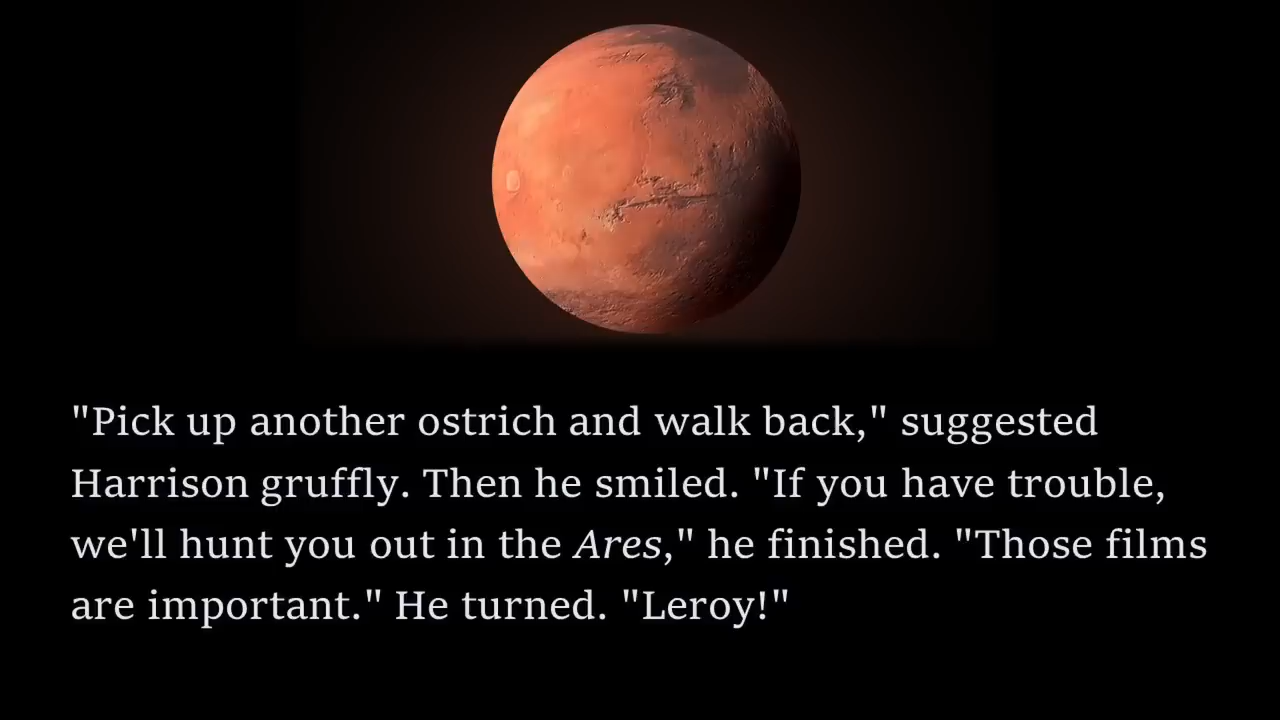 "Pick up another ostrich and walk back," suggested
Harrison gruffly. Then he smiled. "If you have trouble,
we'll hunt you out in the Ares," he finished. "Those films
are important." He turned. "Leroy!"